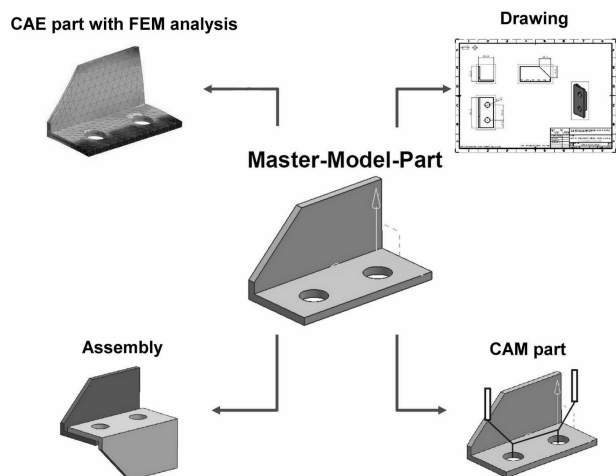 CAE part with FEM analysis
Drawing
Master-Model-Part
Assembly
CAM part